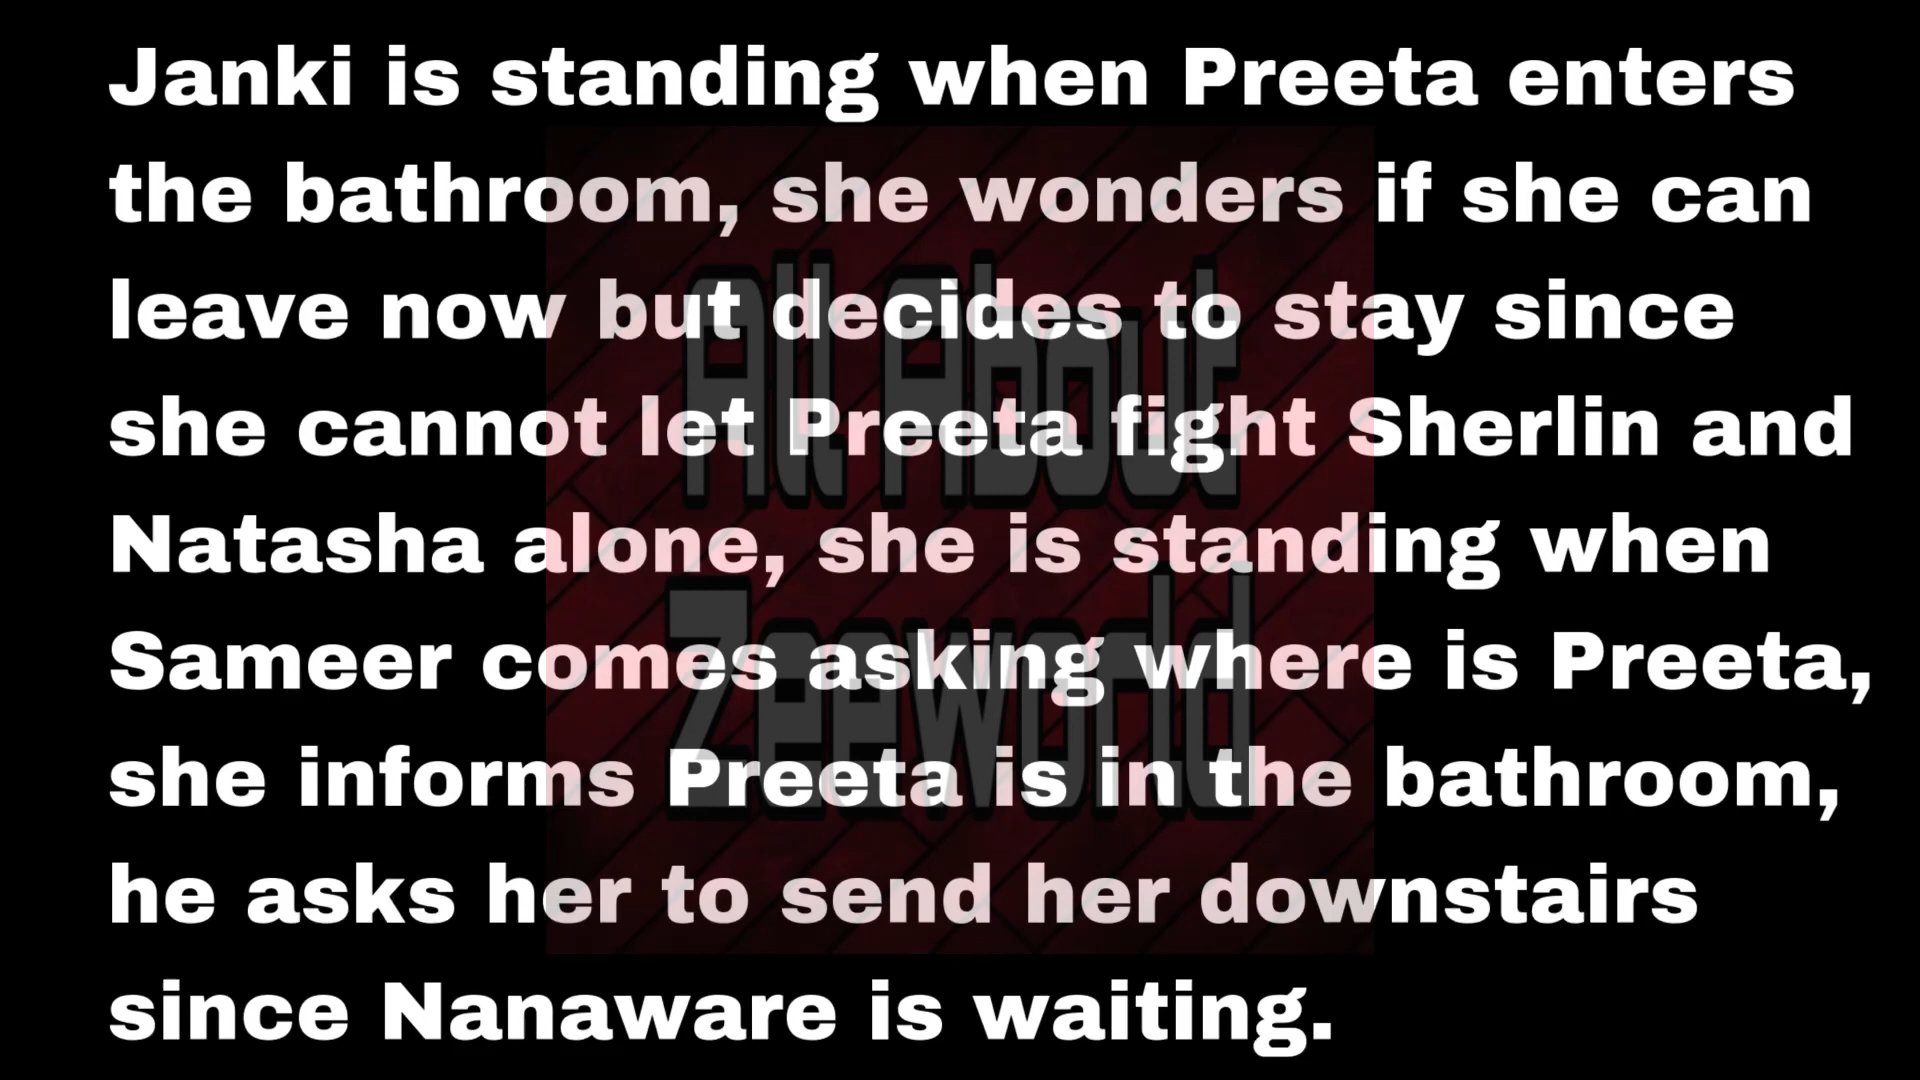 Janki is standing when Preeta enters
the bathroom, she wonders if she can
leave now but decides to stay since
she cannot let Preeta fight Sherlin and
Natasha alone, she is standing when
Sameer comes asking where is Preeta,
she informs Preeta is in the bathroom,
he asks her to send her downstairs
since Nanaware is waiting.
All About
Zeeworld